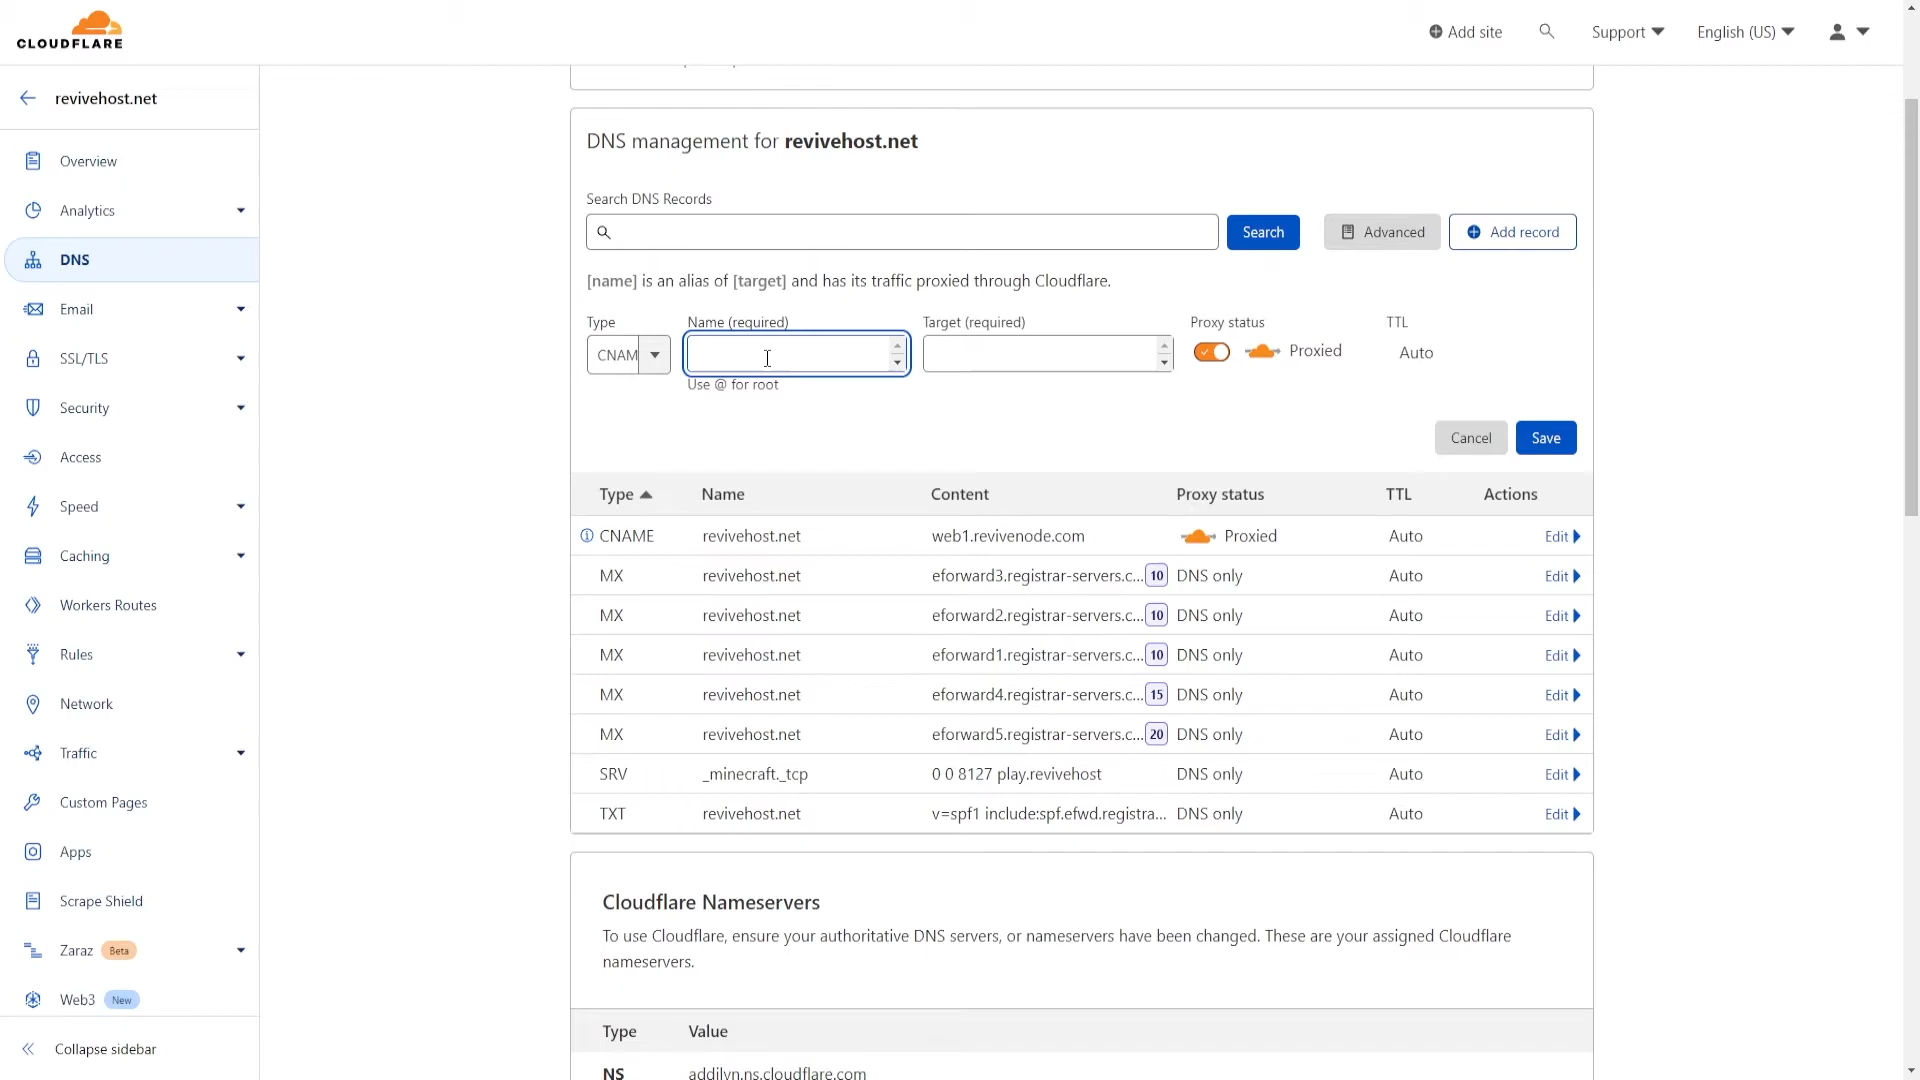 CLOUDFLARE
Add site
Support
English (US)
revivehost.net
Overview
Analytics
DNS
Email
SSL/TLS
Security
Access
Speed
Caching
Workers Routes
Rules
Network
Traffic
Custom Pages
Apps
Scrape Shield
Zaraz Beta
Web3 New
Collapse sidebar
DNS management for revivehost.net
Search DNS Records
Search
Advanced
Add record
[name] is an alias of [target] and has its traffic proxied through Cloudflare.
Type Name (required) Target (required) Proxy status TTL
CNAM Proxied Auto
Use @ for root
Cancel Save
Type Name Content Proxy status TTL Actions
CNAME revivehost.net web1.revivenode.com Proxied Auto Edit
MX revivehost.net eforward3.registrar-servers.c... 10 DNS only Auto Edit
MX revivehost.net eforward2.registrar-servers.c... 10 DNS only Auto Edit
MX revivehost.net eforward1.registrar-servers.c... 10 DNS only Auto Edit
MX revivehost.net eforward4.registrar-servers.c... 15 DNS only Auto Edit
MX revivehost.net eforward5.registrar-servers.c... 20 DNS only Auto Edit
SRV _minecraft._tcp 0 0 8127 play.revivehost DNS only Auto Edit
TXT revivehost.net v=spf1 include:spf.efwd.registra... DNS only Auto Edit
Cloudflare Nameservers
To use Cloudflare, ensure your authoritative DNS servers, or nameservers have been changed. These are your assigned Cloudflare
nameservers.
Type Value
NS addilyn.ns.cloudflare.com